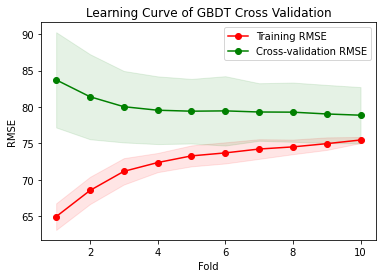 Learning Curve of GBDT Cross Validation
Training RMSE
Cross-validation RMSE
RMSE
90
85
80
75
70
65
2 4 6 8 10
Fold